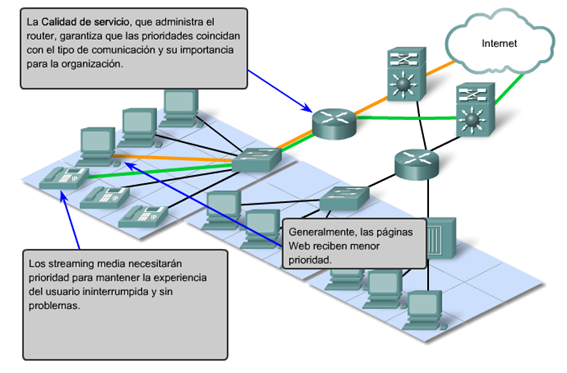 La Calidad de servicio, que administra el
router, garantiza que las prioridades coincidan
con el tipo de comunicación y su importancia
para la organización.
Internet
Generalmente, las páginas
Web reciben menor
prioridad.
Los streaming media necesitarán
prioridad para mantener la experiencia
del usuario ininterrumpida y sin
problemas.